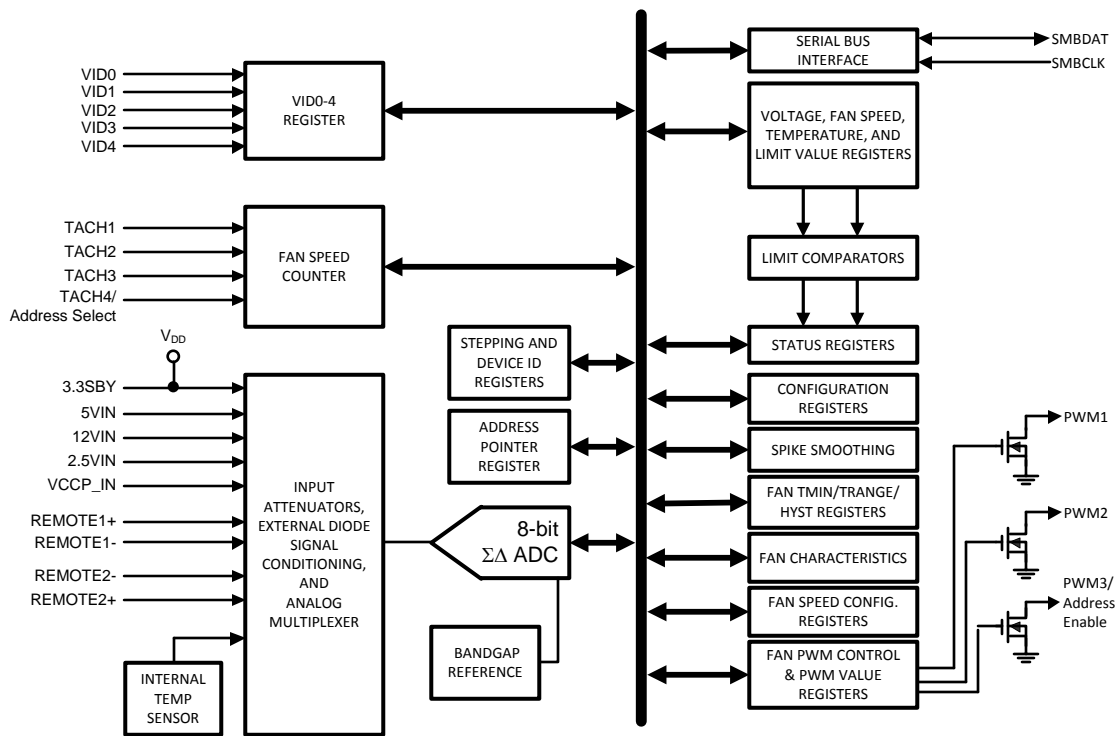 VID0
VID1
VID2
VID3
VID4
VID0-4
REGISTER
TACH1
TACH2
TACH3
TACH4/
Address Select
FAN SPEED
COUNTER
VDD
3.3SBY
5VIN
12VIN
2.5VIN
VCCP_IN
REMOTE1+
REMOTE1-
REMOTE2-
REMOTE2+
INTERNAL
TEMP
SENSOR
INPUT
ATTENUATORS,
EXTERNAL DIODE
SIGNAL
CONDITIONING,
AND
ANALOG
MULTIPLEXER
STEPPING AND
DEVICE ID
REGISTERS
ADDRESS
POINTER
REGISTER
8-bit
ΣΔ ADC
BANDGAP
REFERENCE
SERIAL BUS
INTERFACE
SMBDAT
SMBCLK
VOLTAGE, FAN SPEED,
TEMPERATURE, AND
LIMIT VALUE REGISTERS
LIMIT COMPARATORS
STATUS REGISTERS
CONFIGURATION
REGISTERS
SPIKE SMOOTHING
FAN TMIN/TRANGE/
HYST REGISTERS
FAN CHARACTERISTICS
FAN SPEED CONFIG.
REGISTERS
FAN PWM CONTROL
& PWM VALUE
REGISTERS
PWM1
PWM2
PWM3/
Address
Enable